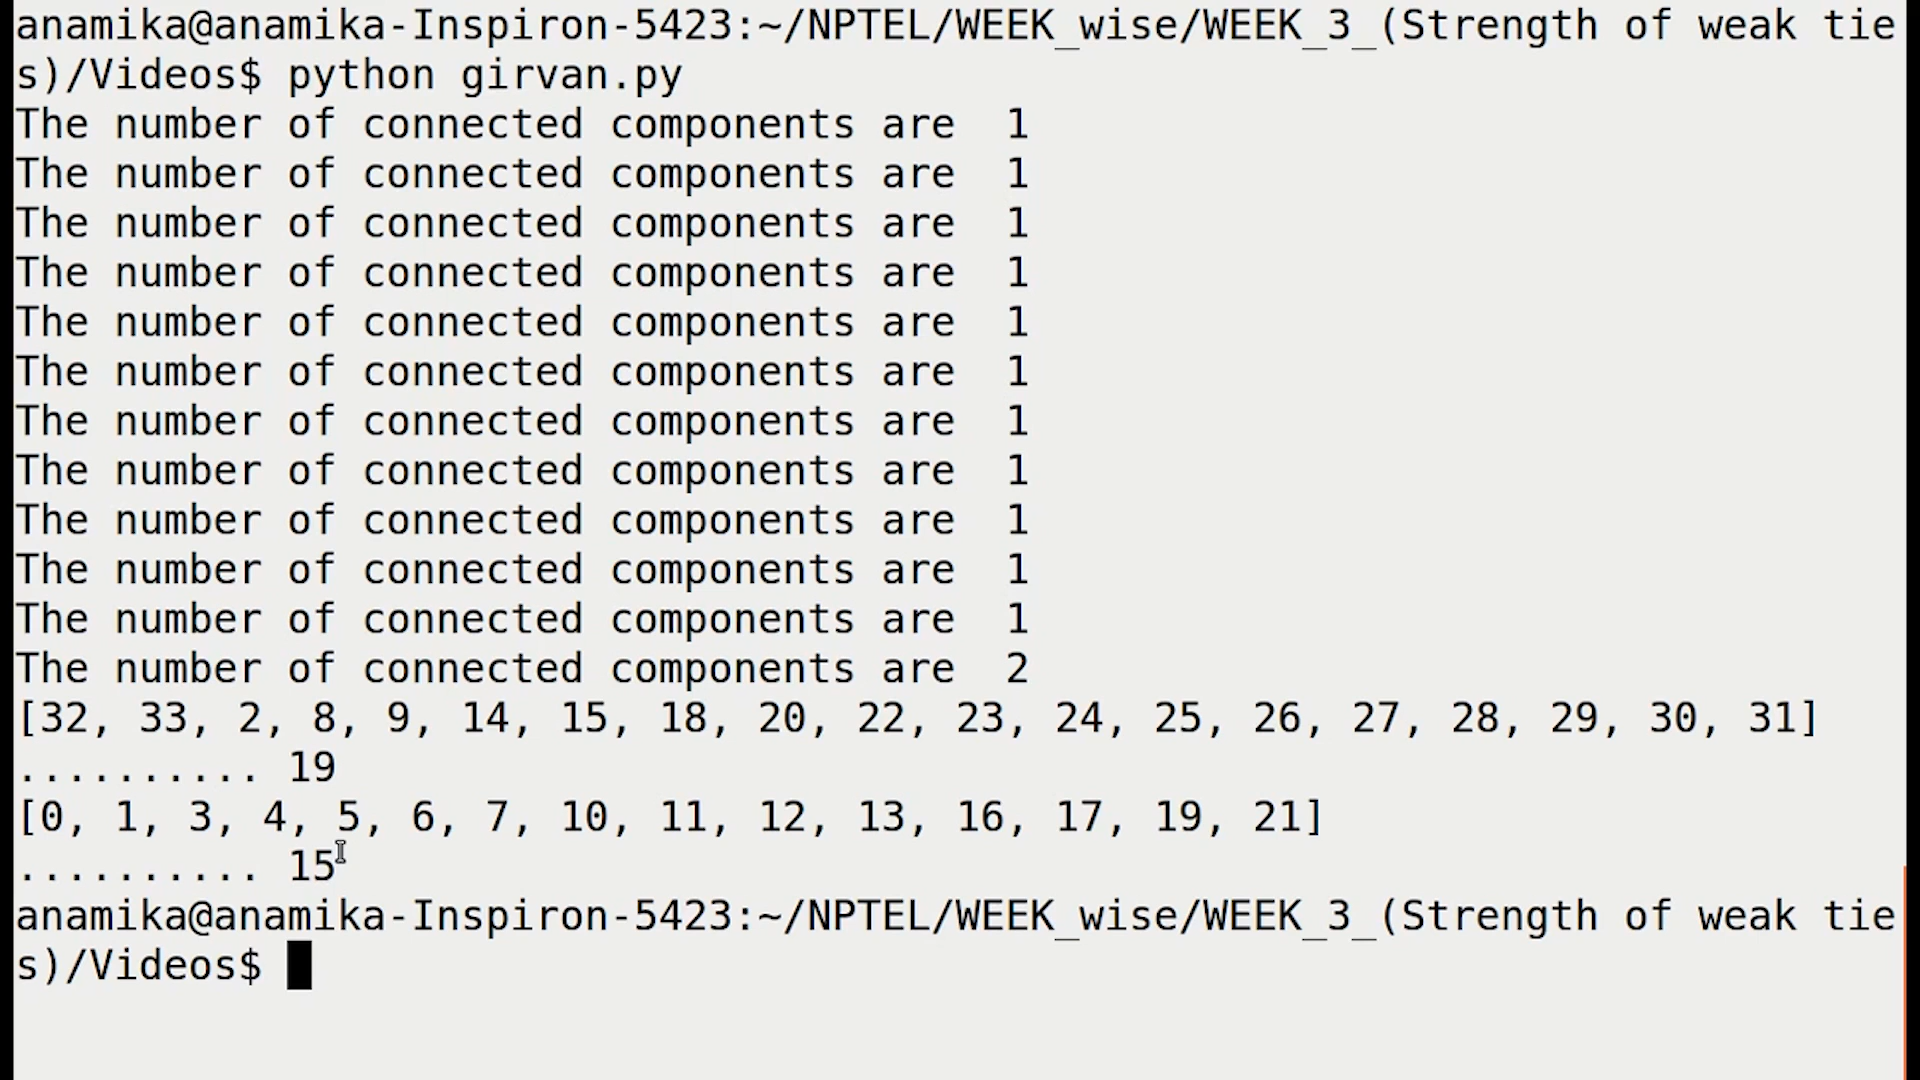 anamika@anamika-Inspiron-5423:~/NPTEL/WEEK_wise/WEEK_3_(Strength of weak tie
s)/Videos$ python girvan.py
The number of connected components are  1
The number of connected components are  1
The number of connected components are  1
The number of connected components are  1
The number of connected components are  1
The number of connected components are  1
The number of connected components are  1
The number of connected components are  1
The number of connected components are  1
The number of connected components are  1
The number of connected components are  1
The number of connected components are  2
[32, 33, 2, 8, 9, 14, 15, 18, 20, 22, 23, 24, 25, 26, 27, 28, 29, 30, 31]
.......... 19
[0, 1, 3, 4, 5, 6, 7, 10, 11, 12, 13, 16, 17, 19, 21]
.......... 15
anamika@anamika-Inspiron-5423:~/NPTEL/WEEK_wise/WEEK_3_(Strength of weak tie
s)/Videos$